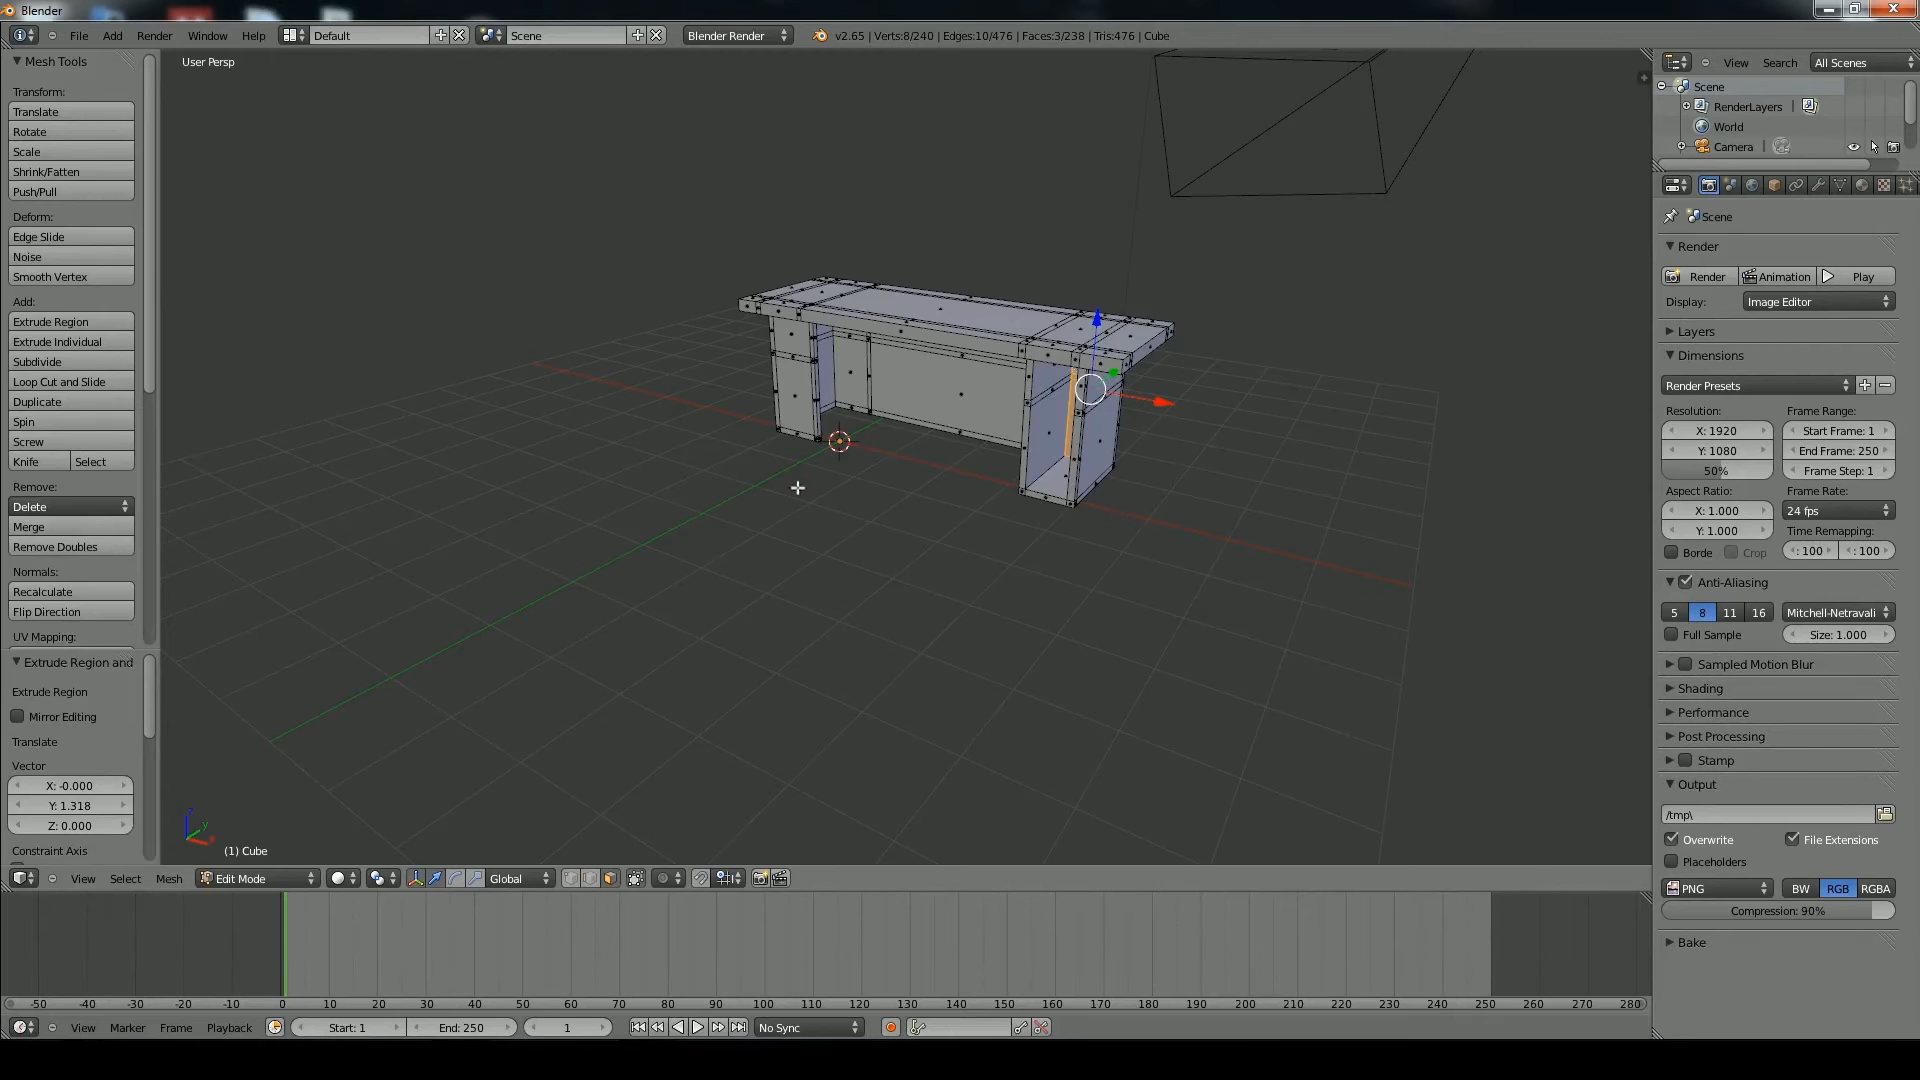 Blender
File Add Render Window Help Default Scene Blender Render v2.65 | Verts:8/240 | Edges:10/476 | Faces:3/238 | Tris:476 | Cube
Mesh Tools
Transform:
Translate
Rotate
Scale
Shrink/Fatten
Push/Pull
Deform:
Edge Slide
Noise
Smooth Vertex
Add:
Extrude Region
Extrude Individual
Subdivide
Loop Cut and Slide
Duplicate
Spin
Screw
Knife Select
Remove:
Delete
Merge
Remove Doubles
Normals:
Recalculate
Flip Direction
UV Mapping:
Extrude Region and
Extrude Region
Mirror Editing
Translate
Vector
X: -0.000
Y: 1.318
Z: 0.000
Constraint Axis
User Persp
(1) Cube
View Select Mesh Edit Mode Global
-50 -40 -30 -20 -10 0 10 20 30 40 50 60 70 80 90 100 110 120 130 140 150 160 170 180 190 200 210 220 230 240 250 260 270 280
View Marker Frame Playback Start: 1 End: 250 1 No Sync
View Search All Scenes
Scene
RenderLayers |
World
Camera |
Scene
Render
Render Animation Play
Display: Image Editor
Layers
Dimensions
Render Presets
Resolution: Frame Range:
X: 1920 Start Frame: 1
Y: 1080 End Frame: 250
50% Frame Step: 1
Aspect Ratio: Frame Rate:
X: 1.000 24 fps
Y: 1.000 Time Remapping:
Borde Crop : 100 : 100
Anti-Aliasing
5 8 11 16 Mitchell-Netravali
Full Sample Size: 1.000
Sampled Motion Blur
Shading
Performance
Post Processing
Stamp
Output
/tmp\
Overwrite File Extensions
Placeholders
PNG BW RGB RGBA
Compression: 90%
Bake